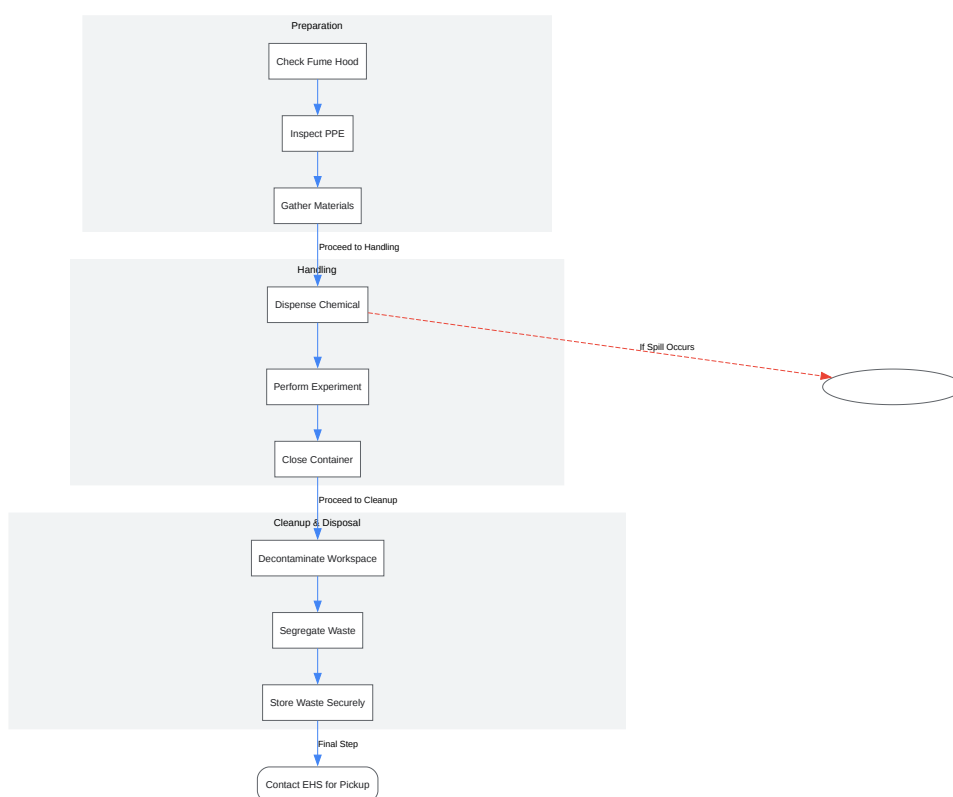 Preparation
Check Fume Hood
Inspect PPE
Gather Materials
Proceed to Handling
Handling
Dispense Chemical
If Spill Occurs
Perform Experiment
Close Container
Proceed to Cleanup
Cleanup & Disposal
Decontaminate Workspace
Segregate Waste
Store Waste Securely
Final Step
Contact EHS for Pickup